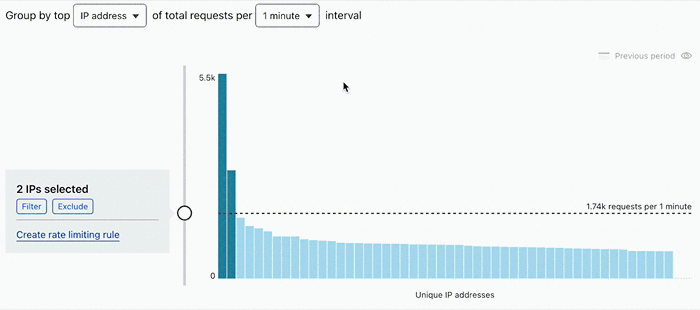 Group by top IP address of total requests per 1 minute interval
Previous period
5.5k
2 IPs selected
Filter Exclude
1.74k requests per 1 minute
Create rate limiting rule
0
Unique IP addresses